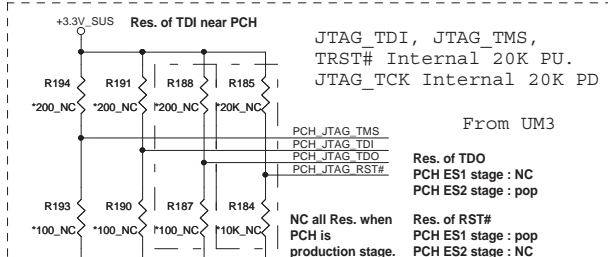 +3.3V_SUS Res. of TDI near PCH
JTAG_TDI, JTAG_TMS,
TRST# Internal 20K PU.
JTAG_TCK Internal 20K PD
R194 R191 R188 R185
*200_NC *200_NC *200_NC *20K_NC
From UM3
PCH_JTAG_TMS
PCH_JTAG_TDI
PCH_JTAG_TDO
PCH_JTAG_RST#
Res. of TDO
PCH ES1 stage : NC
PCH ES2 stage : pop
R193 R190 R187 R184
*100_NC *100_NC *100_NC *10K_NC
NC all Res. when
PCH is
production stage.
Res. of RST#
PCH ES1 stage : pop
PCH ES2 stage : NC